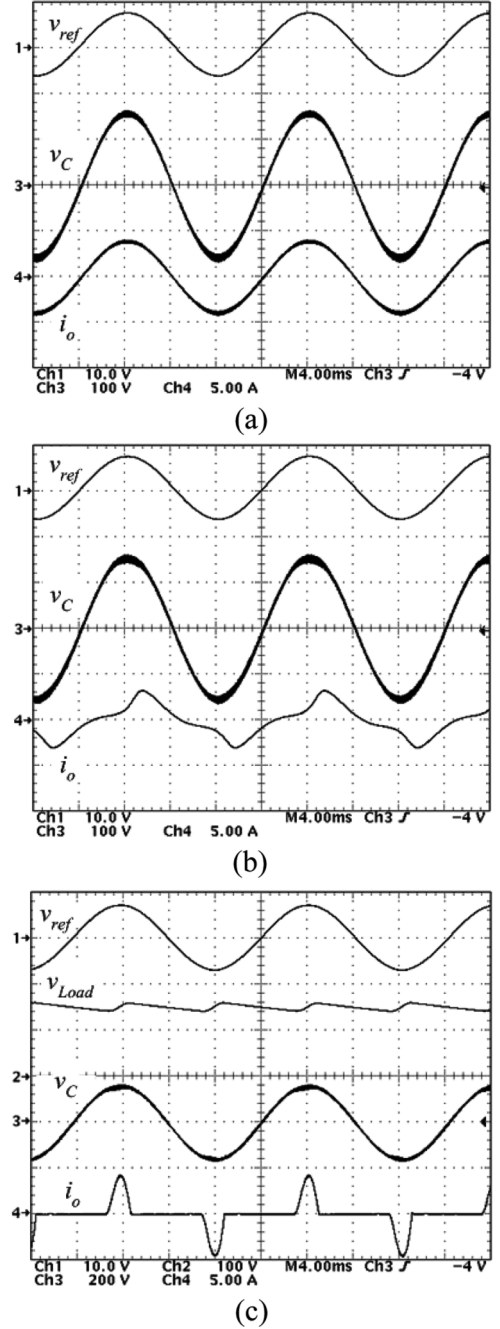 v_ref
1
v_C
3
4
i_o
Ch1 10.0 V M4.00ms Ch3 ƒ −4 V
Ch3 100 V Ch4 5.00 A
(a)
v_ref
1
v_C
3
4
i_o
Ch1 10.0 V M4.00ms Ch3 ƒ −4 V
Ch3 100 V Ch4 5.00 A
(b)
v_ref
1
v_Load
2
v_C
3
i_o
4
Ch1 10.0 V Ch2 100 V M4.00ms Ch3 ƒ −4 V
Ch3 200 V Ch4 5.00 A
(c)